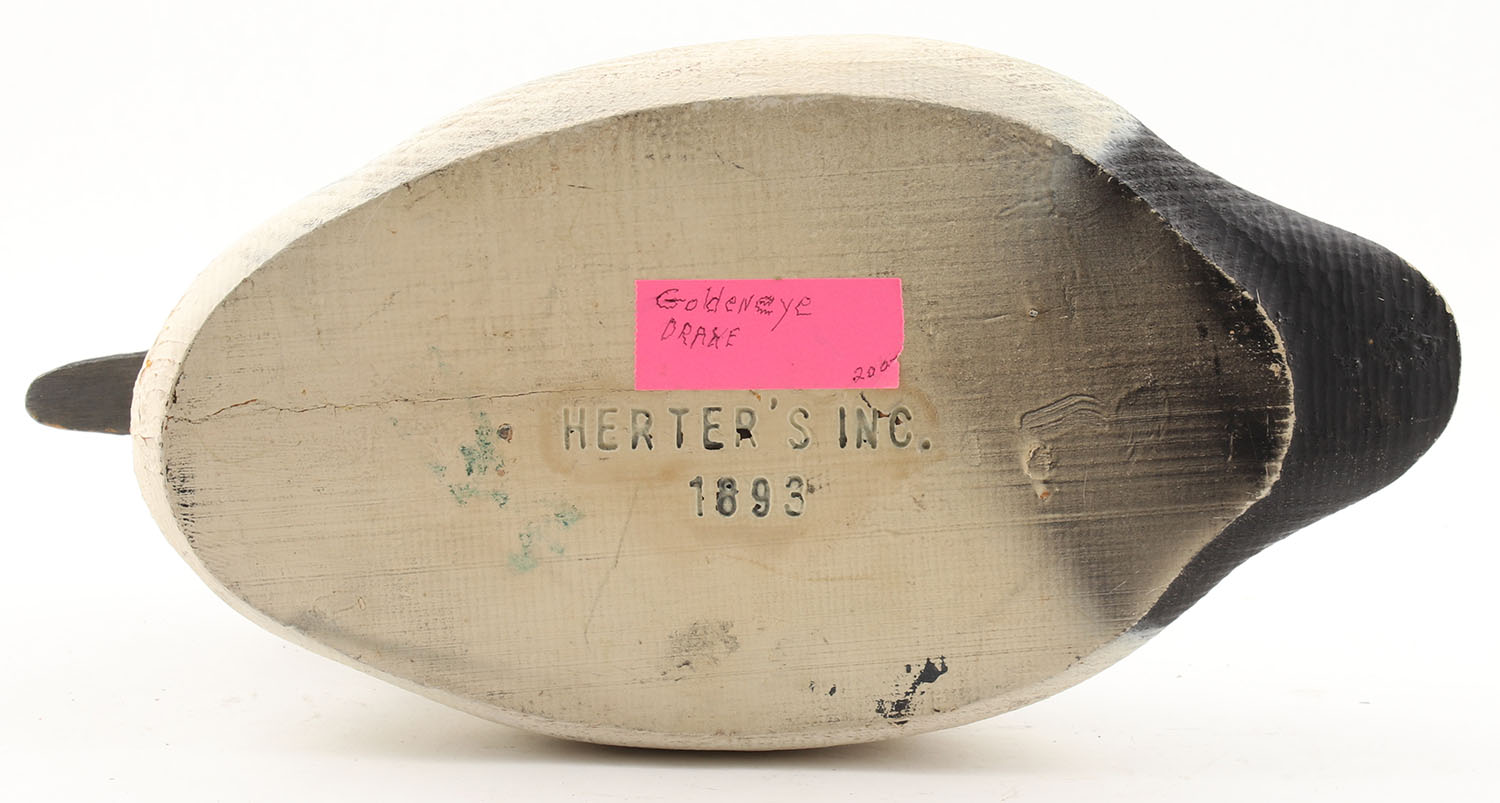 Goldeneye
DRAKE
200-
HERTER'S INC.
1893